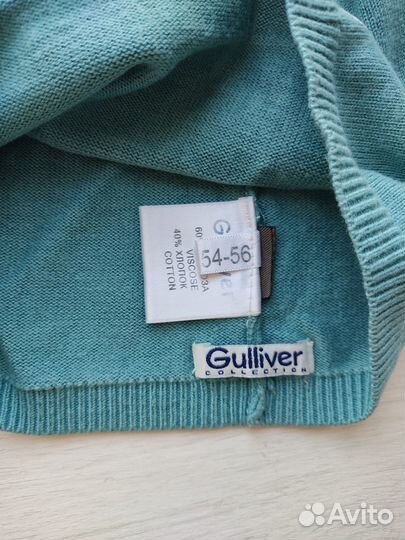 54-56
VISCOSE
40% ХЛОПОК
COTTON
Gulliver
COLLECTION
Avito